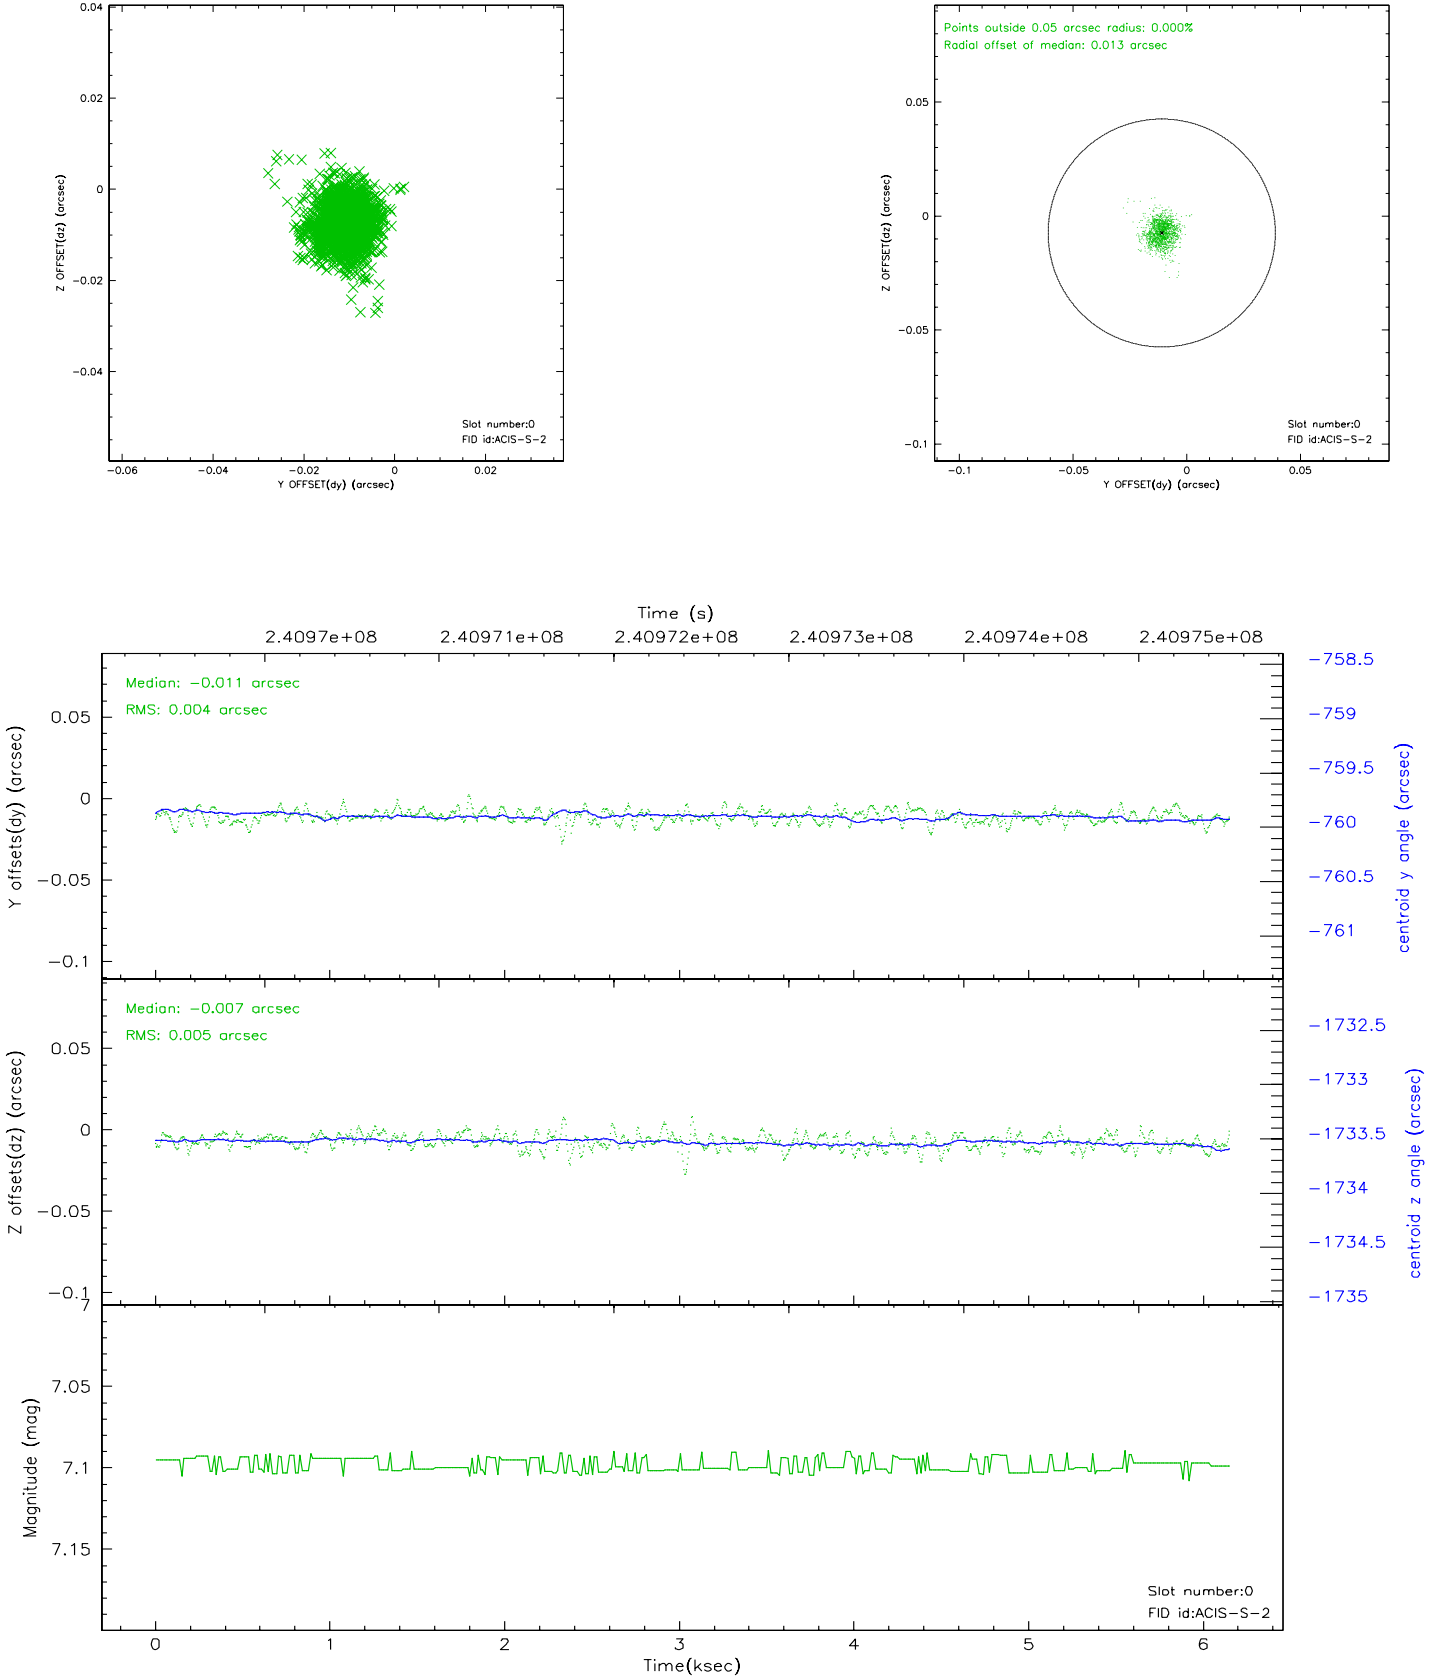 0.04
0.02
0
−0.02
−0.04
Z OFFSET(dz) (arcsec)
Slot number:0
FID id:ACIS−S−2
−0.06
−0.04
−0.02
0
0.02
Y OFFSET(dy) (arcsec)
Points outside 0.05 arcsec radius: 0.000%
Radial offset of median: 0.013 arcsec
0.05
0
−0.05
−0.1
Z OFFSET(dz) (arcsec)
Slot number:0
FID id:ACIS−S−2
−0.1
−0.05
0
0.05
Y OFFSET(dy) (arcsec)
Time (s)
2.4097e+08
2.40971e+08
2.40972e+08
2.40973e+08
2.40974e+08
2.40975e+08
Median: −0.011 arcsec
RMS: 0.004 arcsec
0.05
0
−0.05
−0.1
Y offsets(dy) (arcsec)
−758.5
−759
−759.5
−760
−760.5
−761
centroid y angle (arcsec)
Median: −0.007 arcsec
RMS: 0.005 arcsec
0.05
0
−0.05
−0.1
Z offsets(dz) (arcsec)
−1732.5
−1733
−1733.5
−1734
−1734.5
−1735
centroid z angle (arcsec)
7
7.05
7.1
7.15
Magnitude (mag)
Slot number:0
FID id:ACIS−S−2
0
1
2
3
4
5
6
Time(ksec)